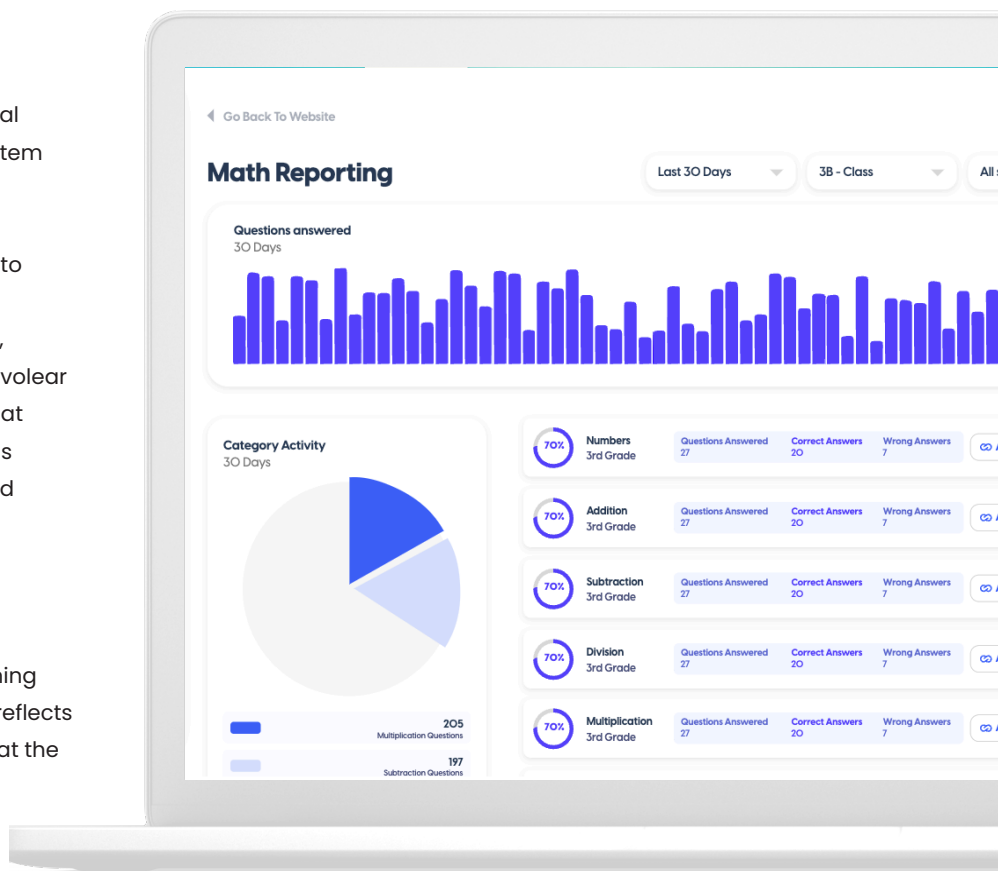 al
tem
to
,
volear
at
s
d
ning
reflects
at the
Go Back To Website
Math Reporting
Last 30 Days
3B - Class
All
Questions answered
30 Days
Category Activity
30 Days
205
Multiplication Questions
197
Subtraction Questions
70%
Numbers
3rd Grade
Questions Answered
27
Correct Answers
20
Wrong Answers
7
70%
Addition
3rd Grade
Questions Answered
27
Correct Answers
20
Wrong Answers
7
70%
Subtraction
3rd Grade
Questions Answered
27
Correct Answers
20
Wrong Answers
7
70%
Division
3rd Grade
Questions Answered
27
Correct Answers
20
Wrong Answers
7
70%
Multiplication
3rd Grade
Questions Answered
27
Correct Answers
20
Wrong Answers
7